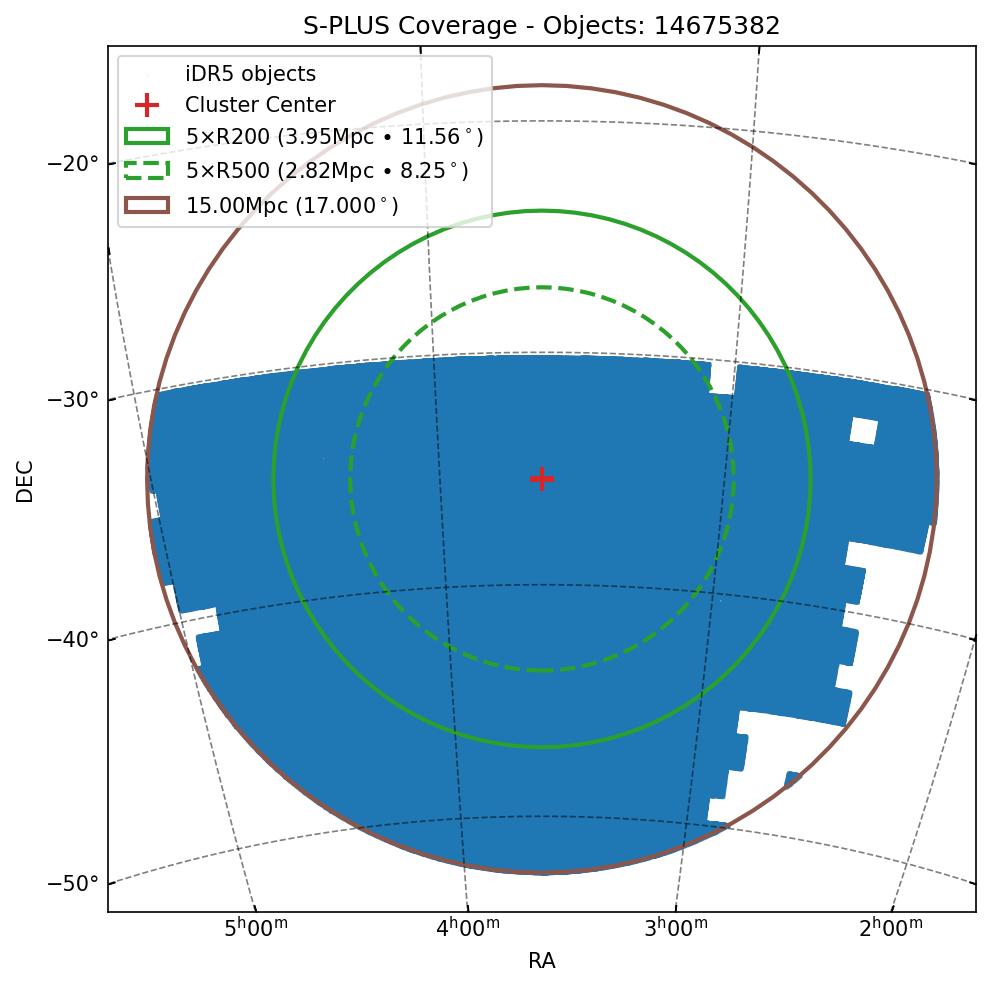 S-PLUS Coverage - Objects: 14675382
iDR5 objects
Cluster Center
5×R200 (3.95Mpc • 11.56°)
5×R500 (2.82Mpc • 8.25°)
15.00Mpc (17.000°)
−20°
−30°
−40°
−50°
DEC
5h00m
4h00m
3h00m
2h00m
RA